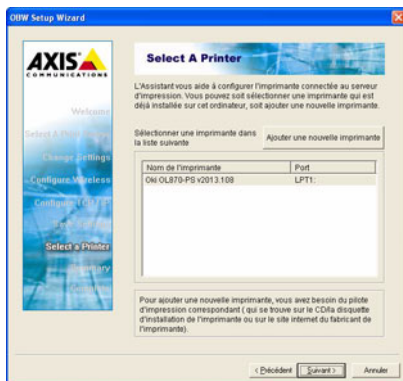 OBW Setup Wizard
AXIS
COMMUNICATIONS
Welcome
Change Settings
Configure Wireless
Select a Printer
Select A Printer
L'Assistant vous aide à configurer l'imprimante connectée au serveur
d'impression. Vous pouvez soit sélectionner une imprimante qui est
déjà installée sur cet ordinateur, soit ajouter une nouvelle imprimante.
Sélectionner une imprimante dans
la liste suivante
Ajouter une nouvelle imprimante
Nom de l'imprimante Port
Oki OL870-PS v2013.108 LPT1:
Pour ajouter une nouvelle imprimante, vous avez besoin du pilote
d'impression correspondant ( qui se trouve sur le CD/la disquette
d'installation de l'imprimante ou sur le site internet du fabricant de
l'imprimante).
< Précédent Suivant > Annuler